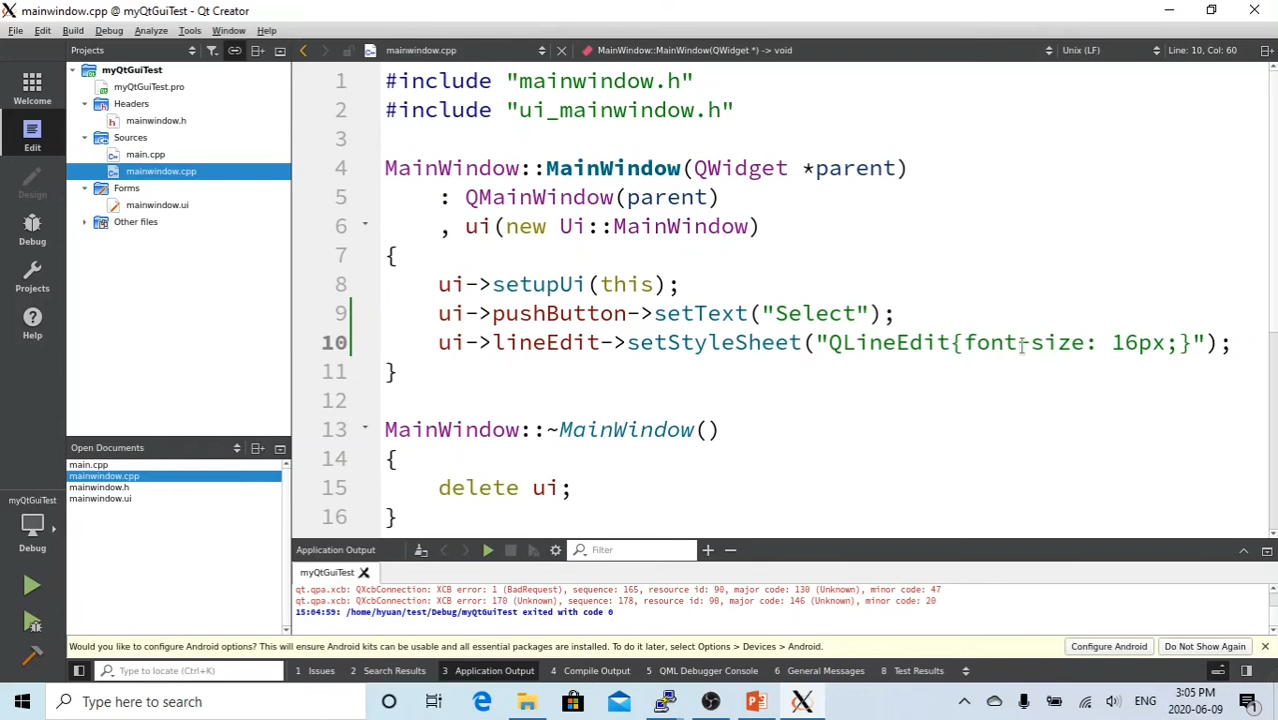 mainwindow.cpp @ myQtGuiTest - Qt Creator
File Edit Build Debug Analyze Tools Window Help
Projects
mainwindow.cpp
MainWindow::MainWindow(QWidget *) -> void
Unix (LF)
Line: 10, Col: 60
Welcome
Edit
Design
Debug
Projects
Help
myQtGuiTest
Debug
myQtGuiTest
myQtGuiTest.pro
Headers
mainwindow.h
Sources
main.cpp
mainwindow.cpp
Forms
mainwindow.ui
Other files
Open Documents
main.cpp
mainwindow.cpp
mainwindow.h
mainwindow.ui
1 #include "mainwindow.h"
2 #include "ui_mainwindow.h"
3
4 MainWindow::MainWindow(QWidget *parent)
5 : QMainWindow(parent)
6 , ui(new Ui::MainWindow)
7 {
8 ui->setupUi(this);
9 ui->pushButton->setText("Select");
10 ui->lineEdit->setStyleSheet("QLineEdit{font-size: 16px;}");
11 }
12
13 MainWindow::~MainWindow()
14 {
15 delete ui;
16 }
Application Output
Filter
myQtGuiTest
qt.qpa.xcb: QXcbConnection: XCB error: 1 (BadRequest), sequence: 165, resource id: 90, major code: 130 (Unknown), minor code: 47
qt.qpa.xcb: QXcbConnection: XCB error: 170 (Unknown), sequence: 178, resource id: 90, major code: 146 (Unknown), minor code: 20
15:04:59: /home/hyuan/test/Debug/myQtGuiTest exited with code 0
Would you like to configure Android options? This will ensure Android kits can be usable and all essential packages are installed. To do it later, select Options > Devices > Android.
Configure Android
Do Not Show Again
Type to locate (Ctrl+K)
1 Issues 2 Search Results 3 Application Output 4 Compile Output 5 QML Debugger Console 6 General Messages 8 Test Results
Type here to search
ENG
3:05 PM
2020-06-09
1